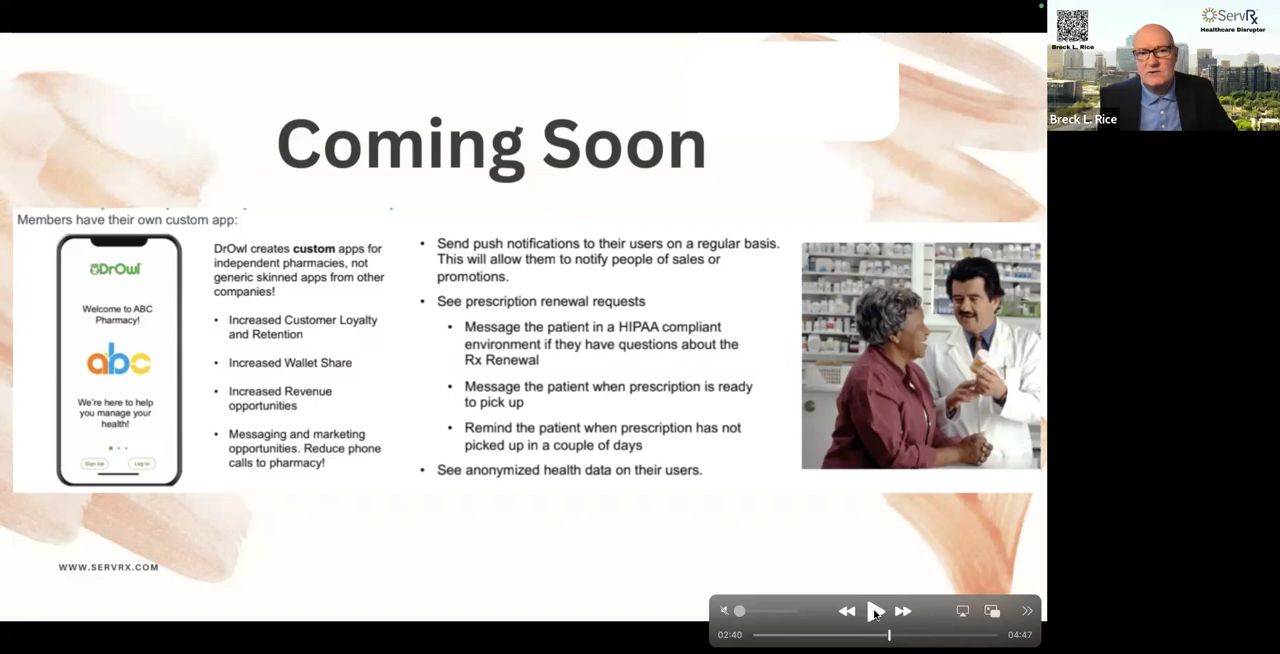 Coming Soon
Members have their own custom app:
DrOwl
Welcome to ABC
Pharmacy!
abc
We're here to help
you manage your
health!
Sign Up
Log In
DrOwl creates custom apps for
independent pharmacies, not
generic skinned apps from other
companies!
• Increased Customer Loyalty
and Retention
• Increased Wallet Share
• Increased Revenue
opportunities
• Messaging and marketing
opportunities. Reduce phone
calls to pharmacy!
• Send push notifications to their users on a regular basis.
This will allow them to notify people of sales or
promotions.
• See prescription renewal requests
• Message the patient in a HIPAA compliant
environment if they have questions about the
Rx Renewal
• Message the patient when prescription is ready
to pick up
• Remind the patient when prescription has not
picked up in a couple of days
• See anonymized health data on their users.
WWW.SERVRX.COM
Breck L. Rice
ServRx
Healthcare Disrupter
Breck L. Rice
02:40
04:47